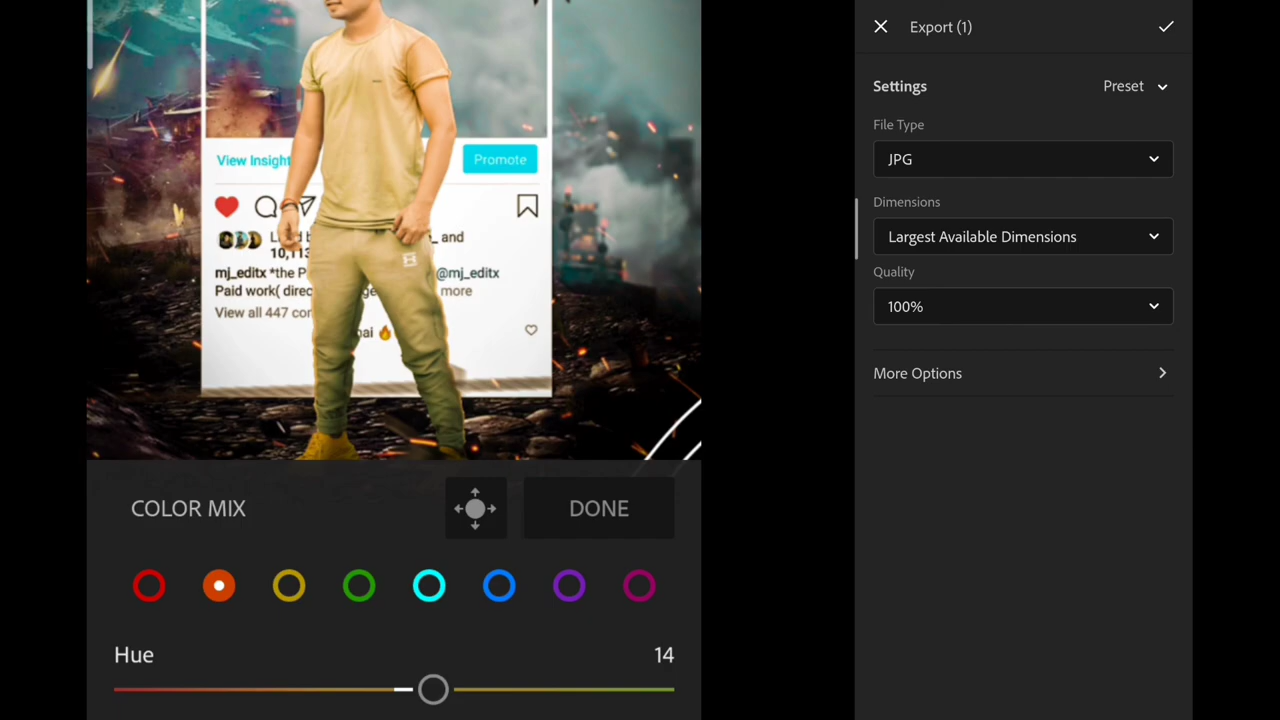 View Insight
Promote
10,113
mj_editx *the P
@mj_editx
Paid work( direc
more
View all 447 co
COLOR MIX
DONE
Hue
14
Export (1)
Settings
Preset
File Type
JPG
Dimensions
Largest Available Dimensions
Quality
100%
More Options